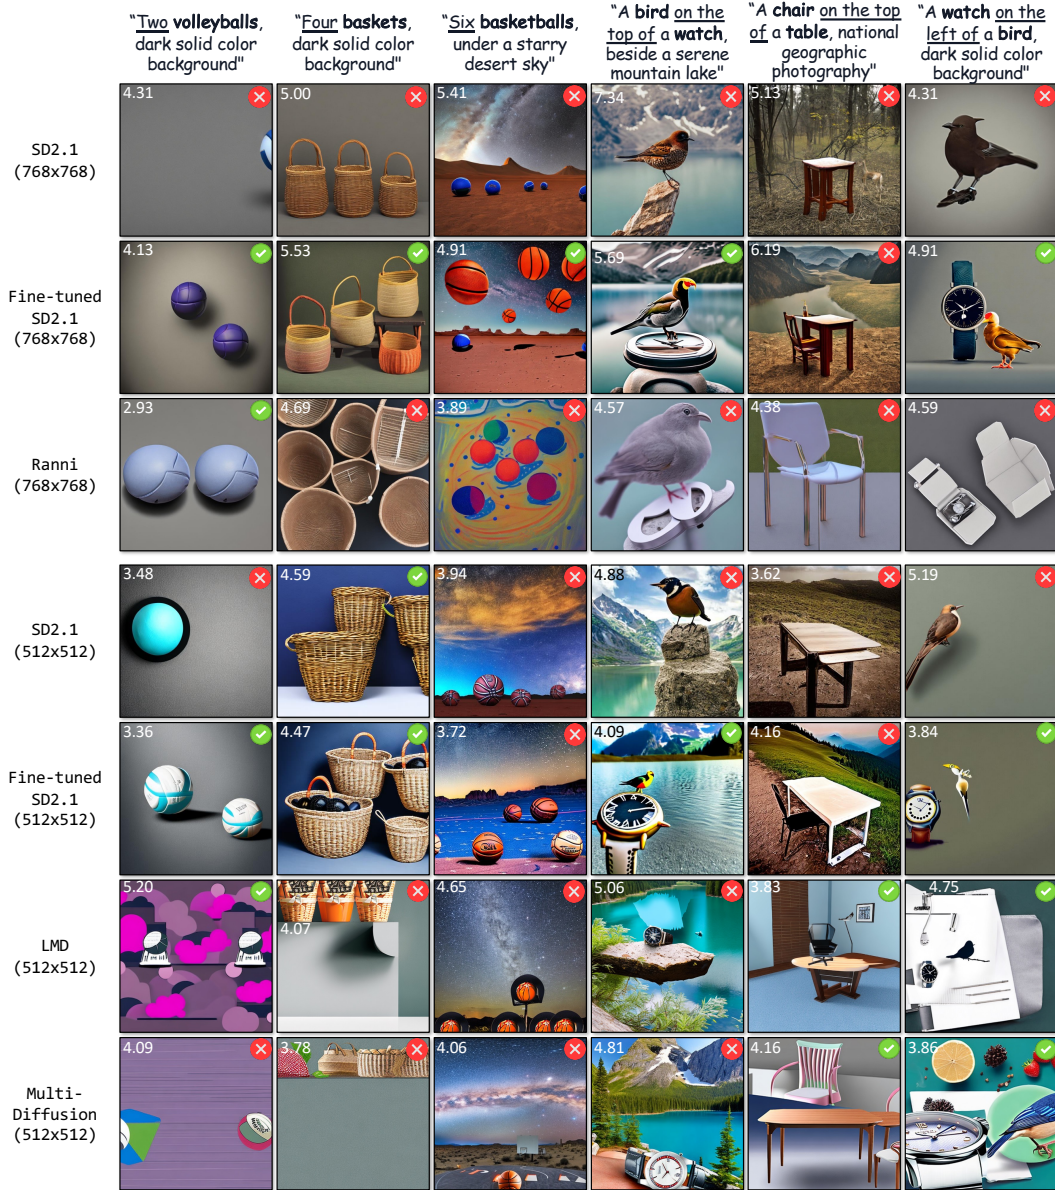 "Two volleyballs,
dark solid color
background"
"Four baskets,
dark solid color
background"
"Six basketballs,
under a starry
desert sky"
"A bird on the
top of a watch,
beside a serene
mountain lake"
"A chair on the top
of a table, national
geographic
photography"
"A watch on the
left of a bird,
dark solid color
background"
SD2.1
(768x768)
4.31
5.00
5.41
7.34
5.13
4.31
Fine-tuned
SD2.1
(768x768)
4.13
5.53
4.91
5.69
6.19
4.91
Ranni
(768x768)
2.93
4.69
3.89
4.57
4.38
4.59
SD2.1
(512x512)
3.48
4.59
3.94
4.88
3.62
5.19
Fine-tuned
SD2.1
(512x512)
3.36
4.47
3.72
4.09
4.16
3.84
LMD
(512x512)
5.20
4.07
4.65
5.06
3.83
4.75
Multi-
Diffusion
(512x512)
4.09
3.78
4.06
4.81
4.16
3.86